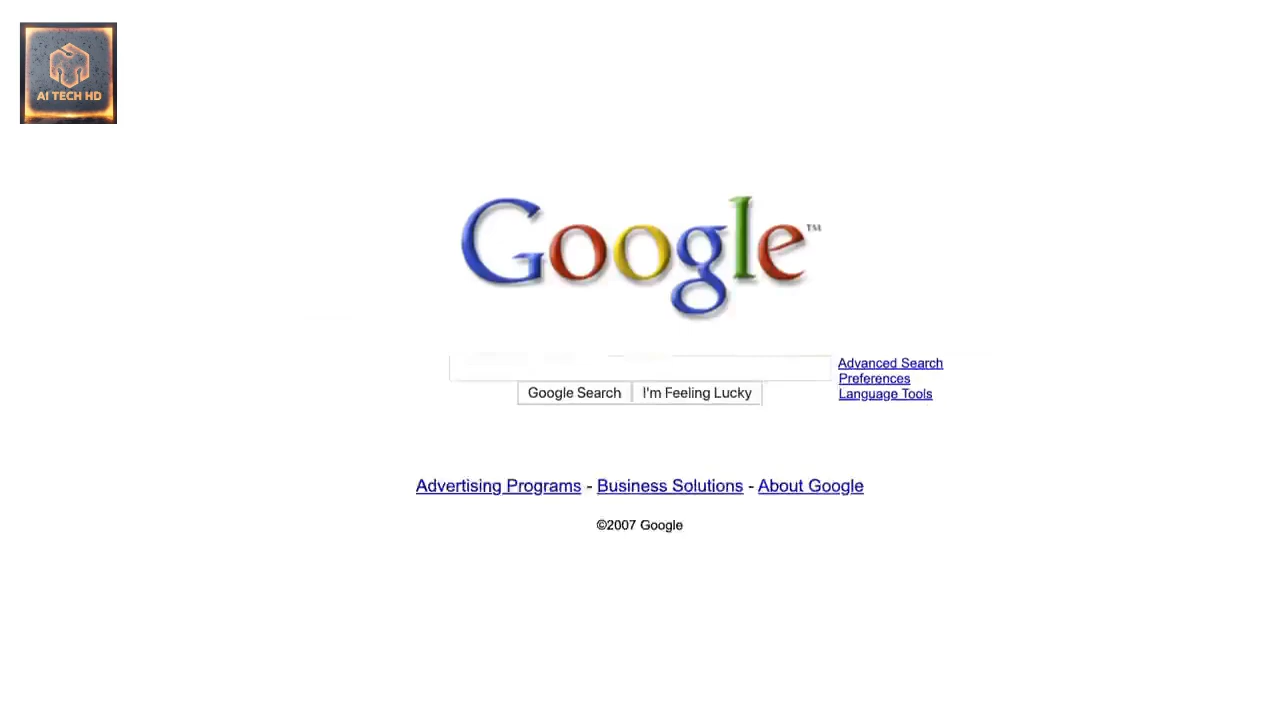 AI TECH HD
Google™
Advanced Search
Preferences
Language Tools
Google Search I'm Feeling Lucky
Advertising Programs - Business Solutions - About Google
©2007 Google